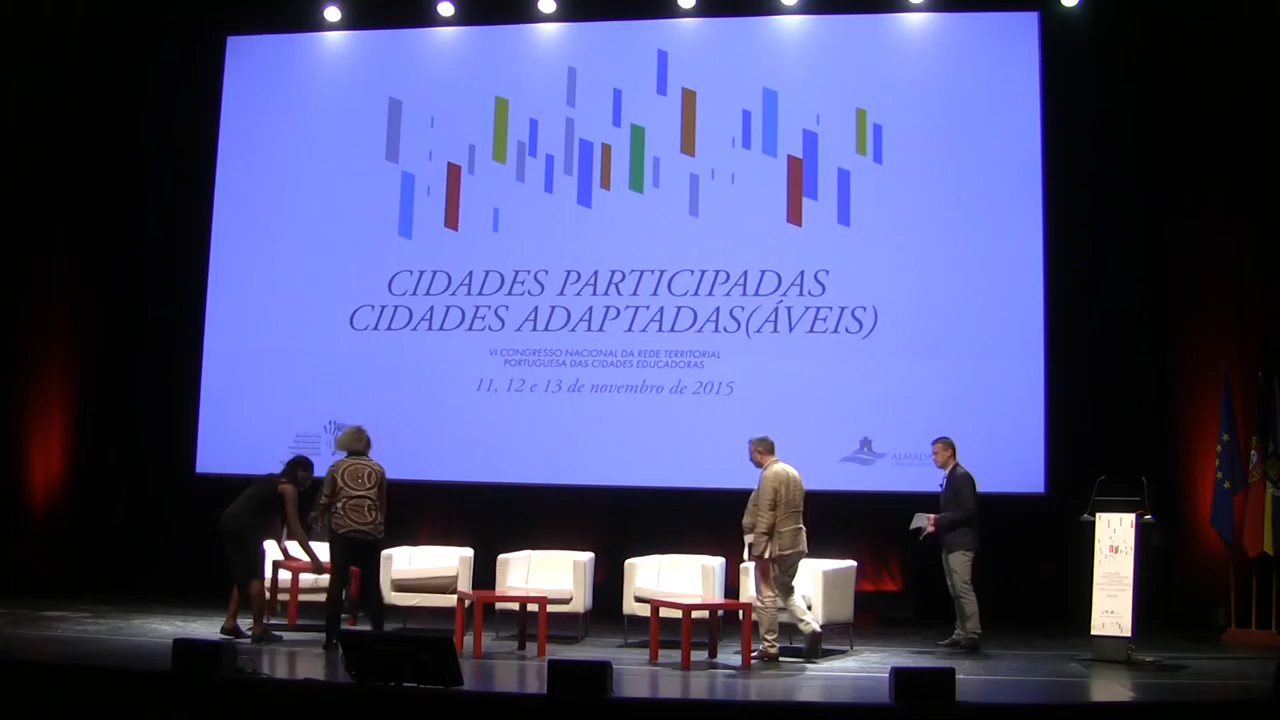 CIDADES PARTICIPADAS
CIDADES ADAPTADAS(ÁVEIS)
VI CONGRESSO NACIONAL DA REDE TERRITORIAL
PORTUGUESA DAS CIDADES EDUCADORAS
11, 12 e 13 de novembro de 2015
ALMADA